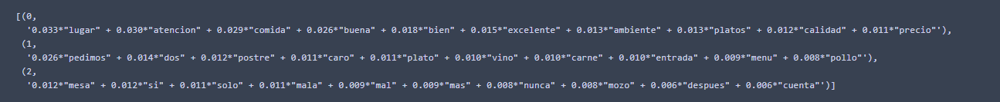 [(0,
'0.033*"lugar" + 0.030*"atencion" + 0.029*"comida" + 0.026*"buena" + 0.018*"bien" + 0.015*"excelente" + 0.013*"ambiente" + 0.013*"platos" + 0.012*"calidad" + 0.011*"precio"'),
(1,
'0.026*"pedimos" + 0.014*"dos" + 0.012*"postre" + 0.011*"caro" + 0.011*"plato" + 0.010*"vino" + 0.010*"carne" + 0.010*"entrada" + 0.009*"menu" + 0.008*"pollo"'),
(2,
'0.012*"mesa" + 0.012*"si" + 0.011*"solo" + 0.011*"mala" + 0.009*"mal" + 0.009*"mas" + 0.008*"nunca" + 0.008*"mozo" + 0.006*"despues" + 0.006*"cuenta"')]